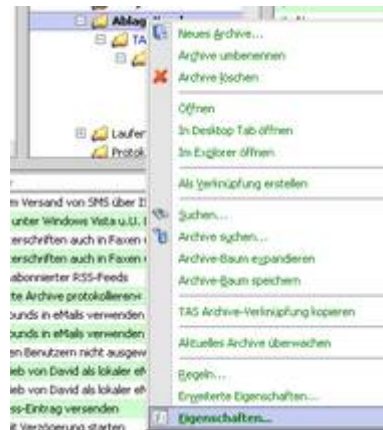 Ablag
TA
Laufer
Protok
Neues Archive...
Archive umbenennen
Archive löschen
Öffnen
In Desktop Tab öffnen
Im Explorer öffnen
Als Verknüpfung erstellen
Suchen...
Archive suchen...
Archive-Baum expandieren
Archive-Baum speichern
TAS Archive-Verknüpfung kopieren
Aktuelles Archive überwachen
Regeln...
Erweiterte Eigenschaften...
Eigenschaften...
m Versand von SMS über
unter Windows Vista u.U.
erschriften auch in Faxen
erschriften auch in Faxen
abonnierter RSS-Feeds
te Archive protokollieren
ounds in eMails verwenden
ounds in eMails verwenden
en Benutzern nicht ausgew
eb von David als lokaler
eb von David als lokaler
ss-Eintrag versenden
it Verzögerung starten